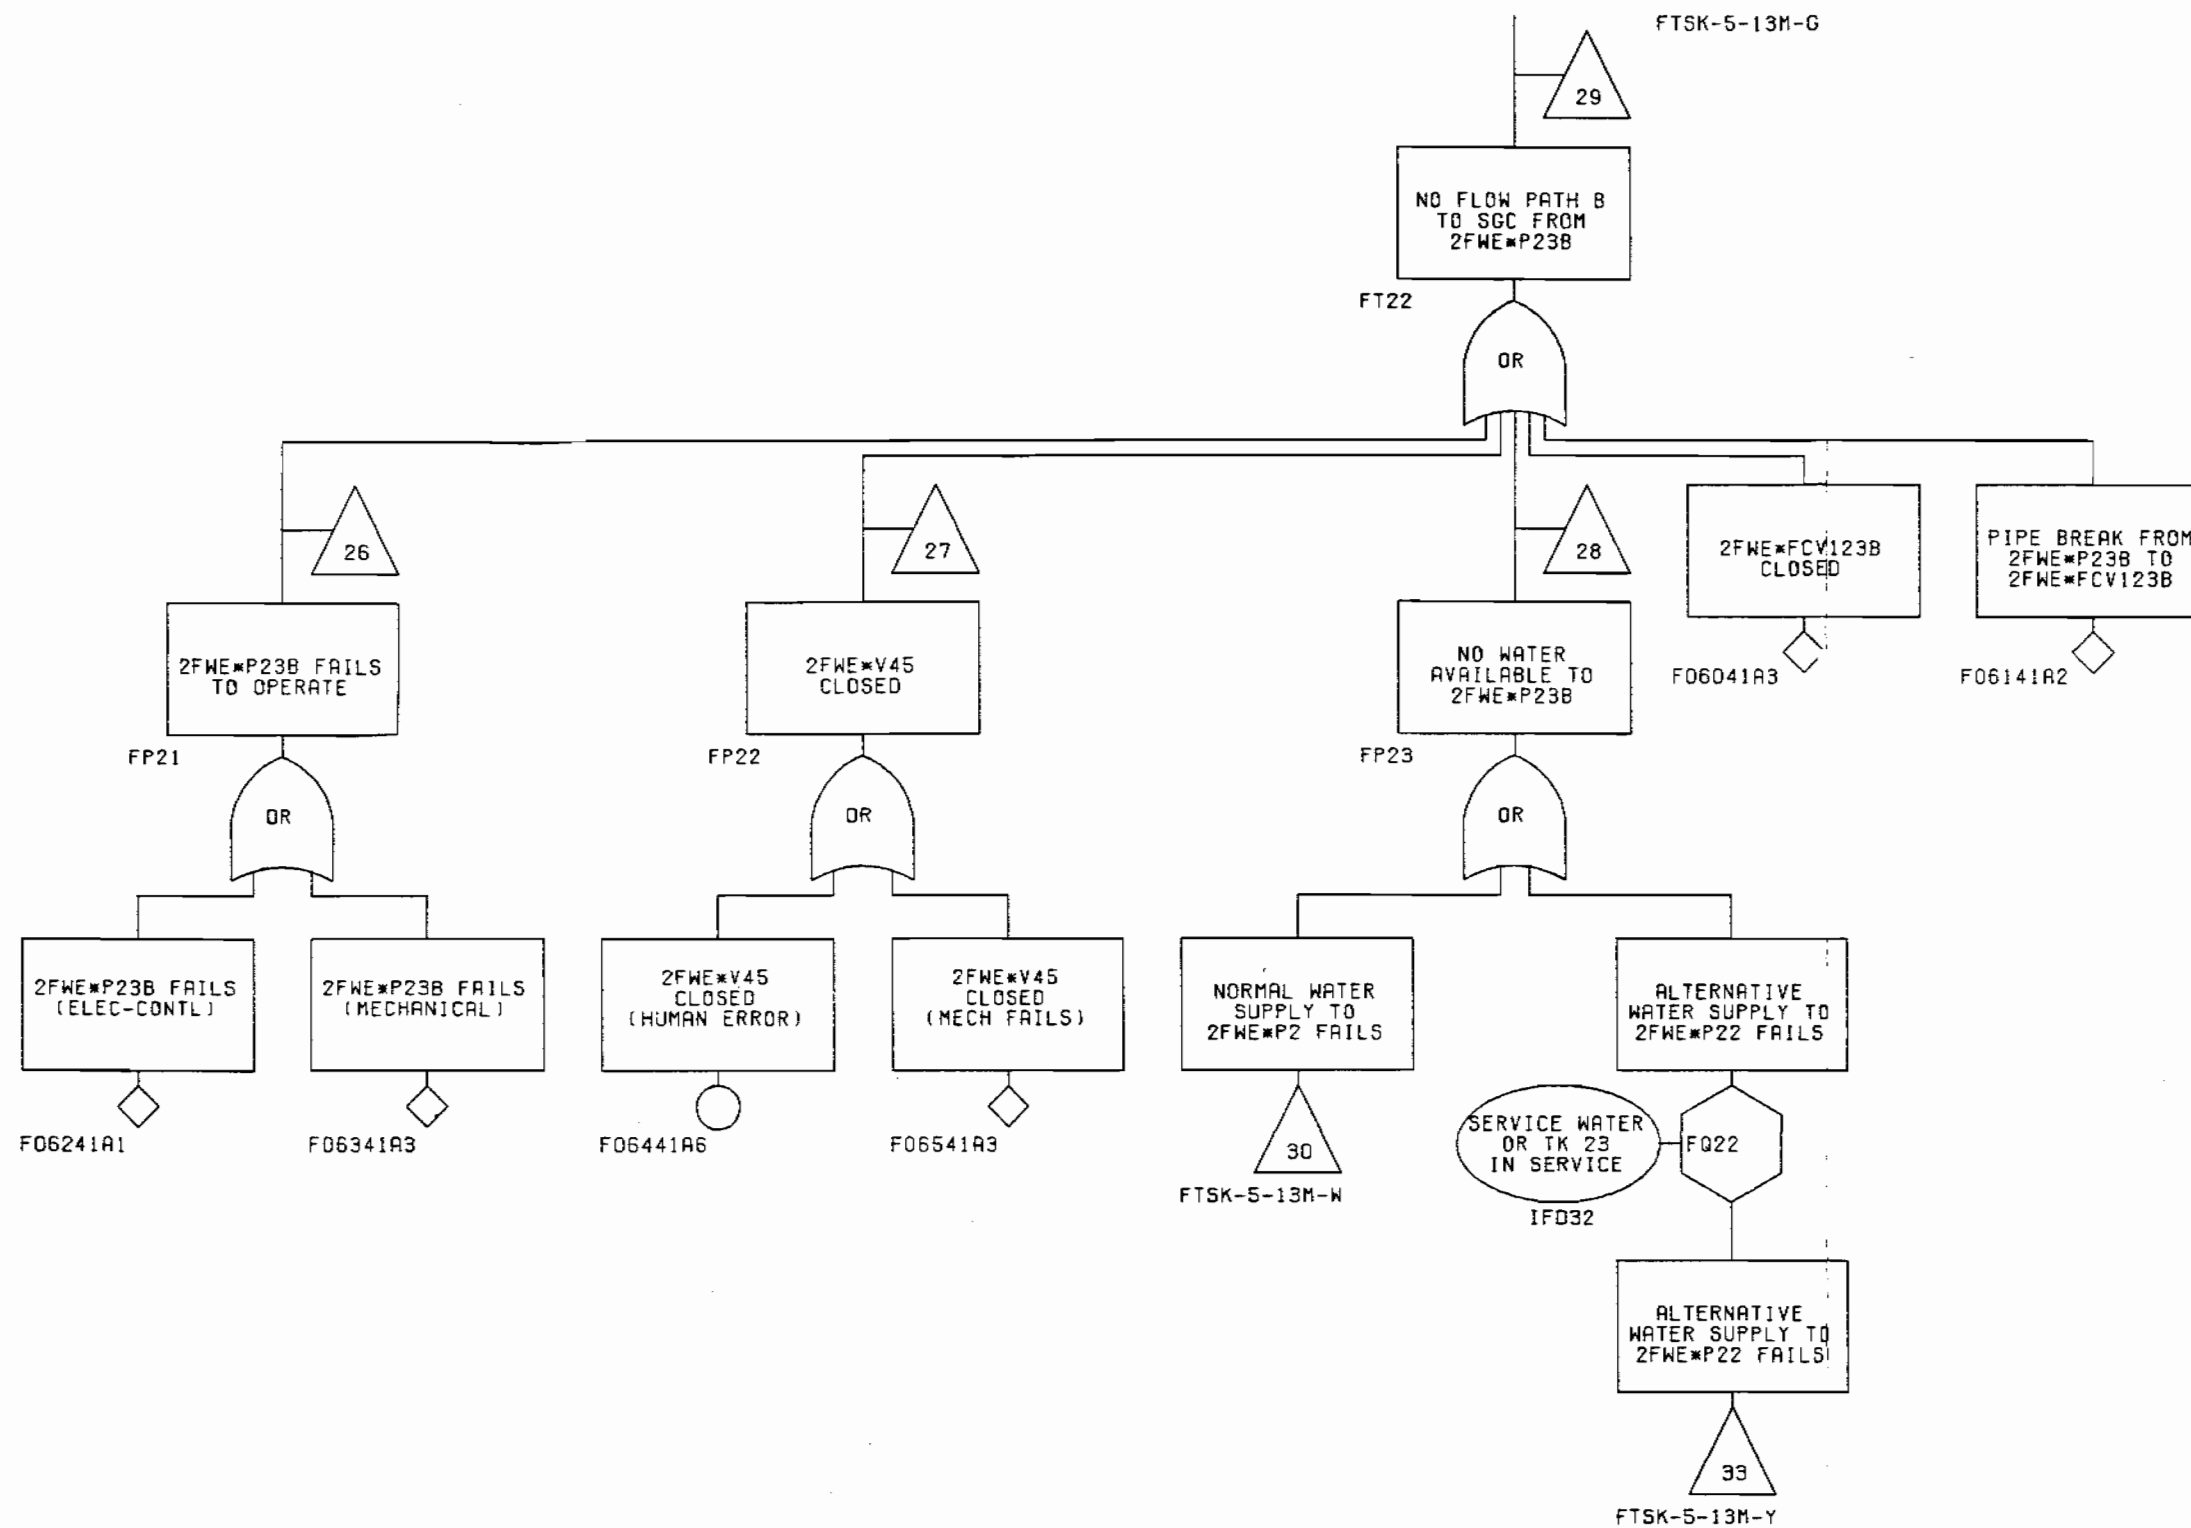 FTSK-5-13M-G
29
NO FLOW PATH B
TO SGC FROM
2FWE*P23B
FT22
OR
26
27
28
2FWE*FCV123B
CLOSED
PIPE BREAK FROM
2FWE*P23B TO
2FWE*FCV123B
F06041A3
F06141A2
2FWE*P23B FAILS
TO OPERATE
2FWE*V45
CLOSED
NO WATER
AVAILABLE TO
2FWE*P23B
FP21
FP22
FP23
OR
OR
OR
2FWE*P23B FAILS
(ELEC-CONTL)
2FWE*P23B FAILS
(MECHANICAL)
2FWE*V45
CLOSED
(HUMAN ERROR)
2FWE*V45
CLOSED
(MECH FAILS)
NORMAL WATER
SUPPLY TO
2FWE*P2 FAILS
ALTERNATIVE
WATER SUPPLY TO
2FWE*P22 FAILS
F06241A1
F06341A3
F06441A6
F06541A3
30
FTSK-5-13M-W
SERVICE WATER
OR TK 23
IN SERVICE
FQ22
IFO32
ALTERNATIVE
WATER SUPPLY TO
2FWE*P22 FAILS
33
FTSK-5-13M-Y